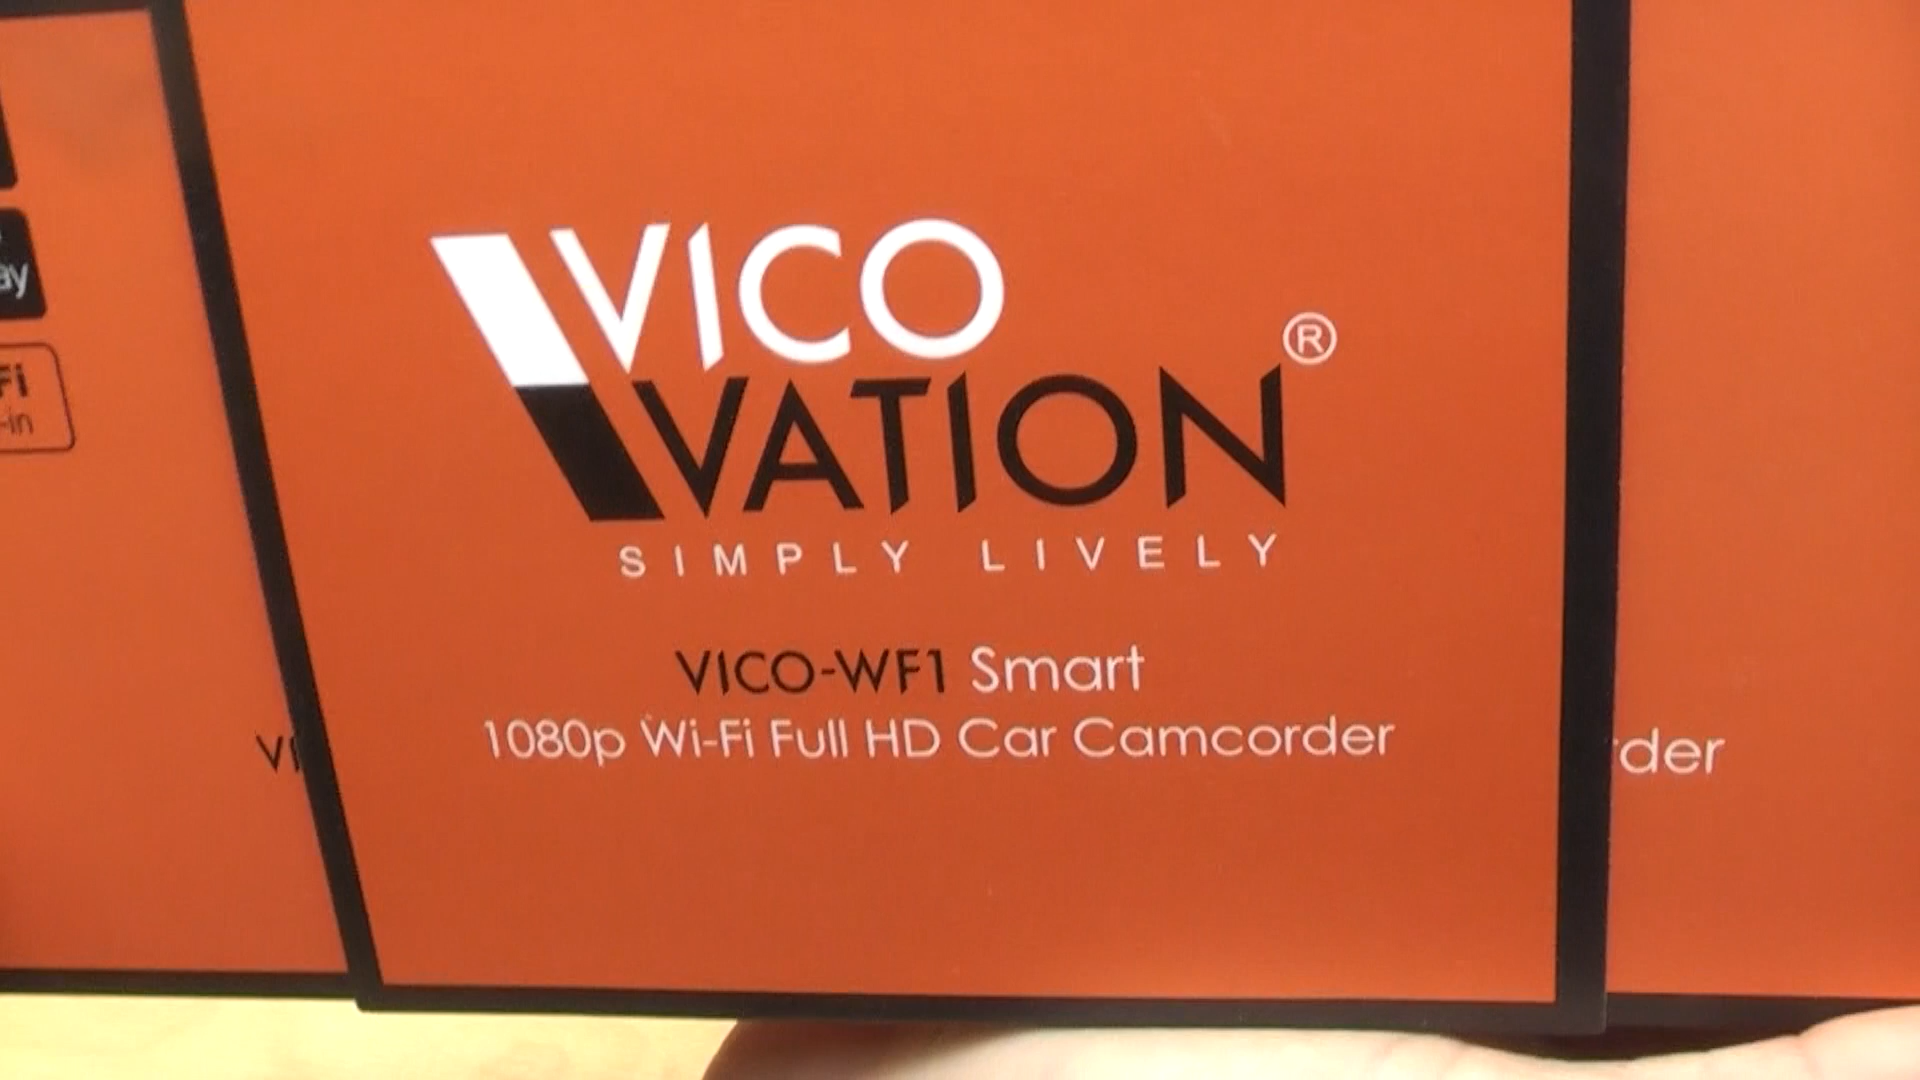 VICO
VATION®
SIMPLY LIVELY
VICO-WF1 Smart
1080p Wi-Fi Full HD Car Camcorder